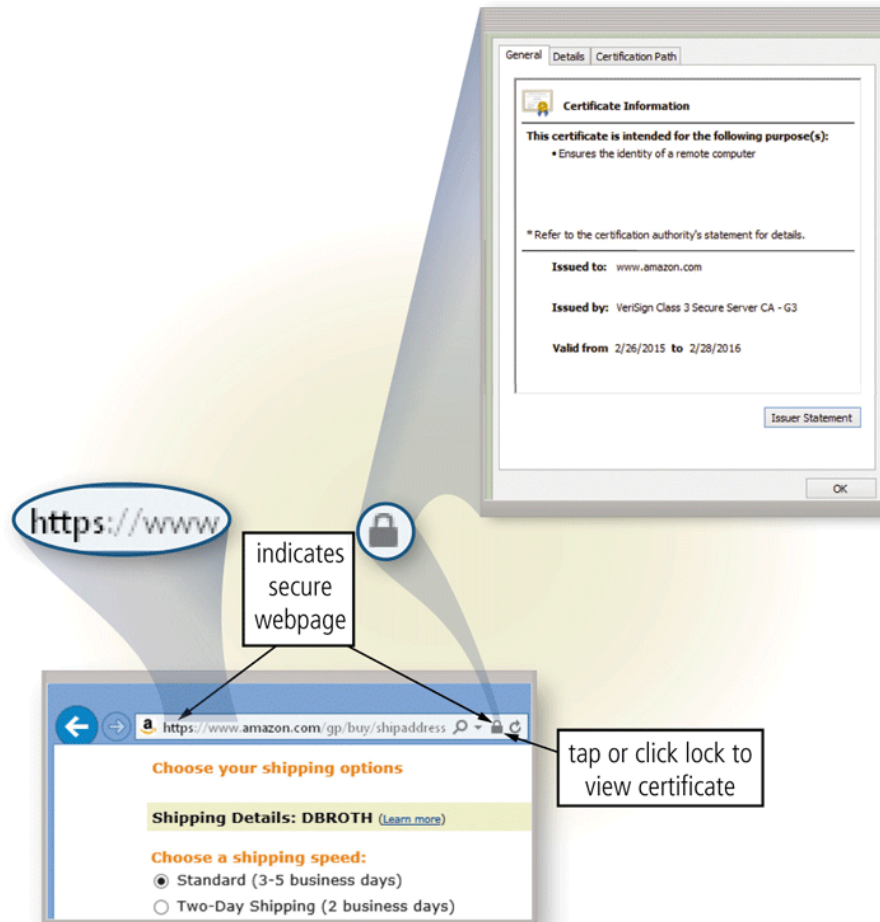 General Details Certification Path
Certificate Information
This certificate is intended for the following purpose(s):
• Ensures the identity of a remote computer
* Refer to the certification authority's statement for details.
Issued to: www.amazon.com
Issued by: VeriSign Class 3 Secure Server CA - G3
Valid from 2/26/2015 to 2/28/2016
Issuer Statement
OK
https://www
indicates
secure
webpage
a https://www.amazon.com/gp/buy/shipaddress
tap or click lock to
view certificate
Choose your shipping options
Shipping Details: DBROTH (Learn more)
Choose a shipping speed:
Standard (3-5 business days)
Two-Day Shipping (2 business days)